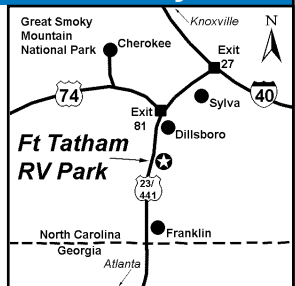 Great Smoky
Mountain
National Park
Knoxville
N
Cherokee
Exit
27
74
Sylva
40
Exit
81
Dillsboro
Ft Tatham
RV Park
23/
441
Franklin
North Carolina
Georgia
Atlanta